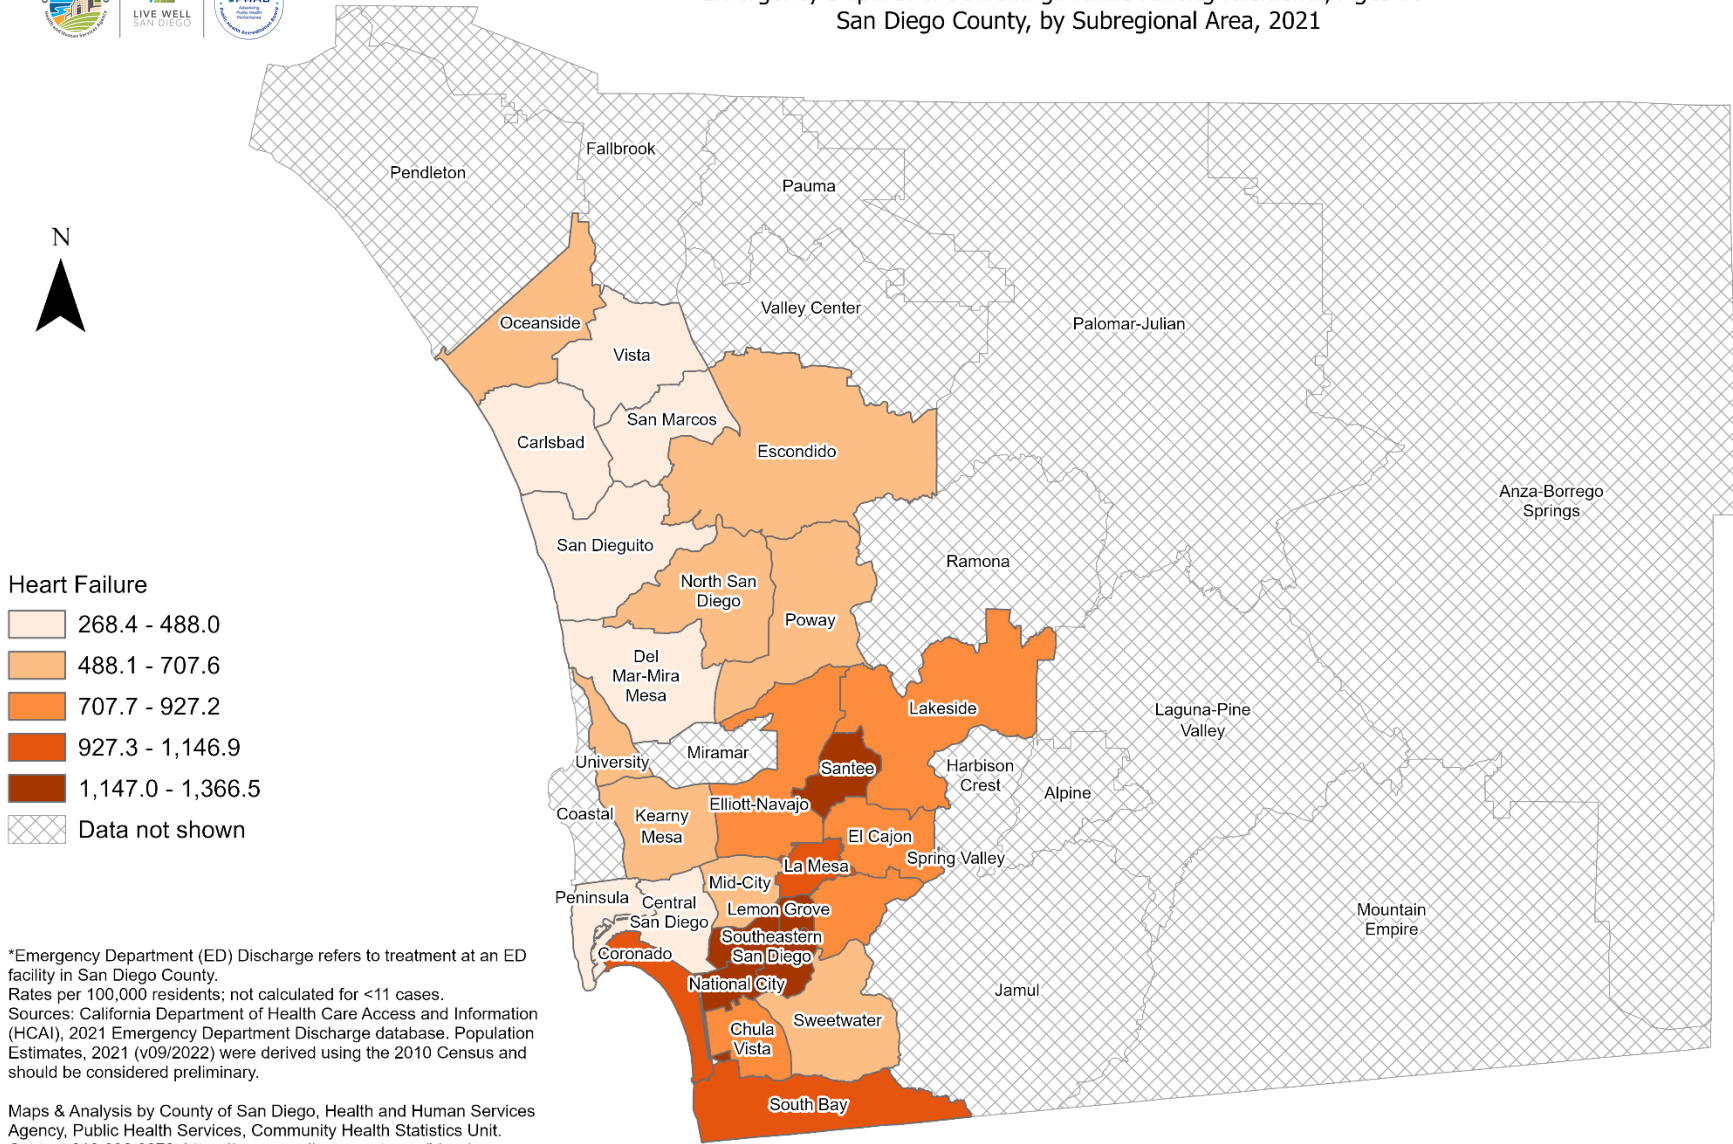 LIVE WELL
SAN DIEGO
Advancing
Public Health
Performance
San Diego County, by Subregional Area, 2021
N
Pendleton
Fallbrook
Pauma
Oceanside
Valley Center
Palomar-Julian
Vista
San Marcos
Carlsbad
Escondido
Anza-Borrego
Springs
San Dieguito
Ramona
North San
Diego
Poway
Del
Mar-Mira
Mesa
Lakeside
Laguna-Pine
Valley
Miramar
University
Santee
Harbison
Crest
Alpine
Coastal
Kearny
Mesa
Elliott-Navajo
El Cajon
Spring Valley
La Mesa
Mid-City
Peninsula
Central
San Diego
Lemon Grove
Mountain
Empire
Southeastern
San Diego
Coronado
National City
Jamul
Chula
Vista
Sweetwater
South Bay
Heart Failure
268.4 - 488.0
488.1 - 707.6
707.7 - 927.2
927.3 - 1,146.9
1,147.0 - 1,366.5
Data not shown
*Emergency Department (ED) Discharge refers to treatment at an ED
facility in San Diego County.
Rates per 100,000 residents; not calculated for <11 cases.
Sources: California Department of Health Care Access and Information
(HCAI), 2021 Emergency Department Discharge database. Population
Estimates, 2021 (v09/2022) were derived using the 2010 Census and
should be considered preliminary.
Maps & Analysis by County of San Diego, Health and Human Services
Agency, Public Health Services, Community Health Statistics Unit.